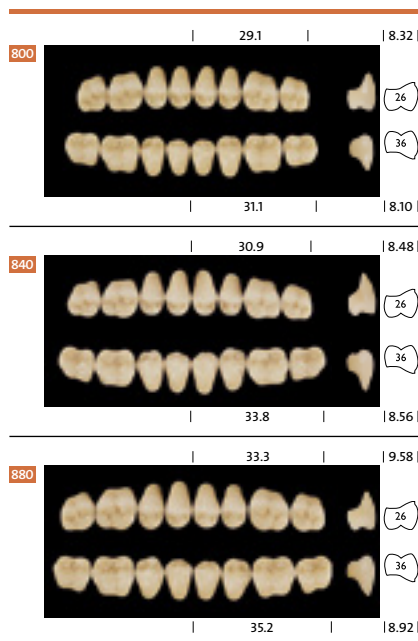 | 29.1 | | 8.32 |
800
26
36
| 31.1 | | 8.10 |
| 30.9 | | 8.48 |
840
26
36
| 33.8 | | 8.56 |
| 33.3 | | 9.58 |
880
26
36
| 35.2 | | 8.92 |